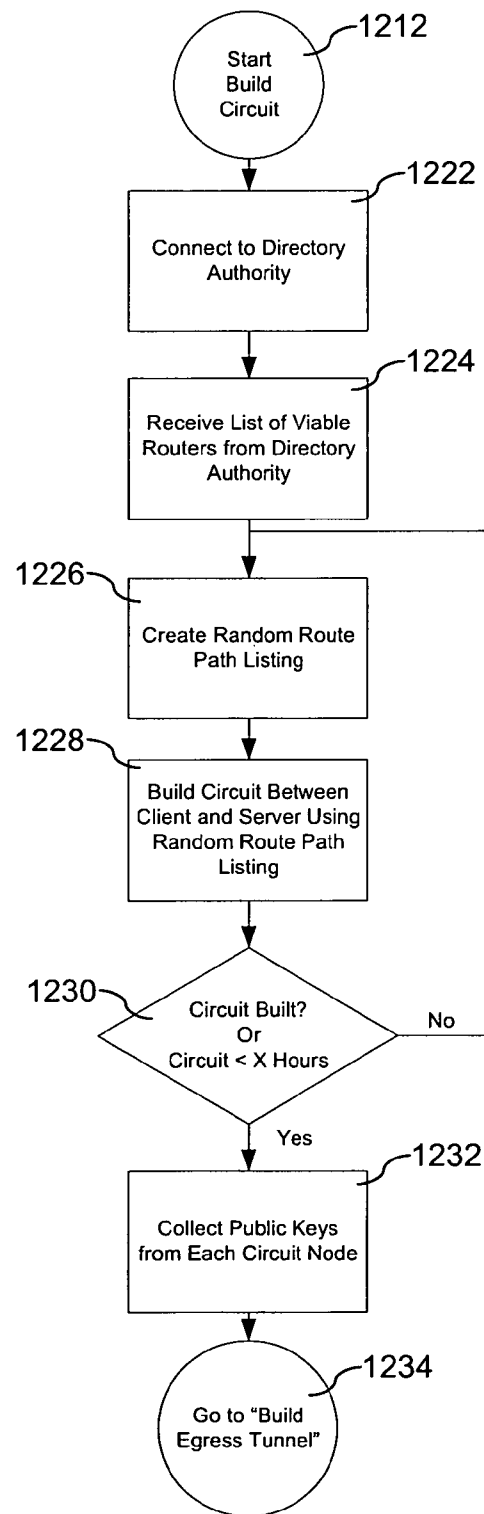 1212
Start
Build
Circuit
1222
Connect to Directory
Authority
1224
Receive List of Viable
Routers from Directory
Authority
1226
Create Random Route
Path Listing
1228
Build Circuit Between
Client and Server Using
Random Route Path
Listing
1230
Circuit Built?
Or
Circuit < X Hours
No
Yes
1232
Collect Public Keys
from Each Circuit Node
1234
Go to “Build
Egress Tunnel”